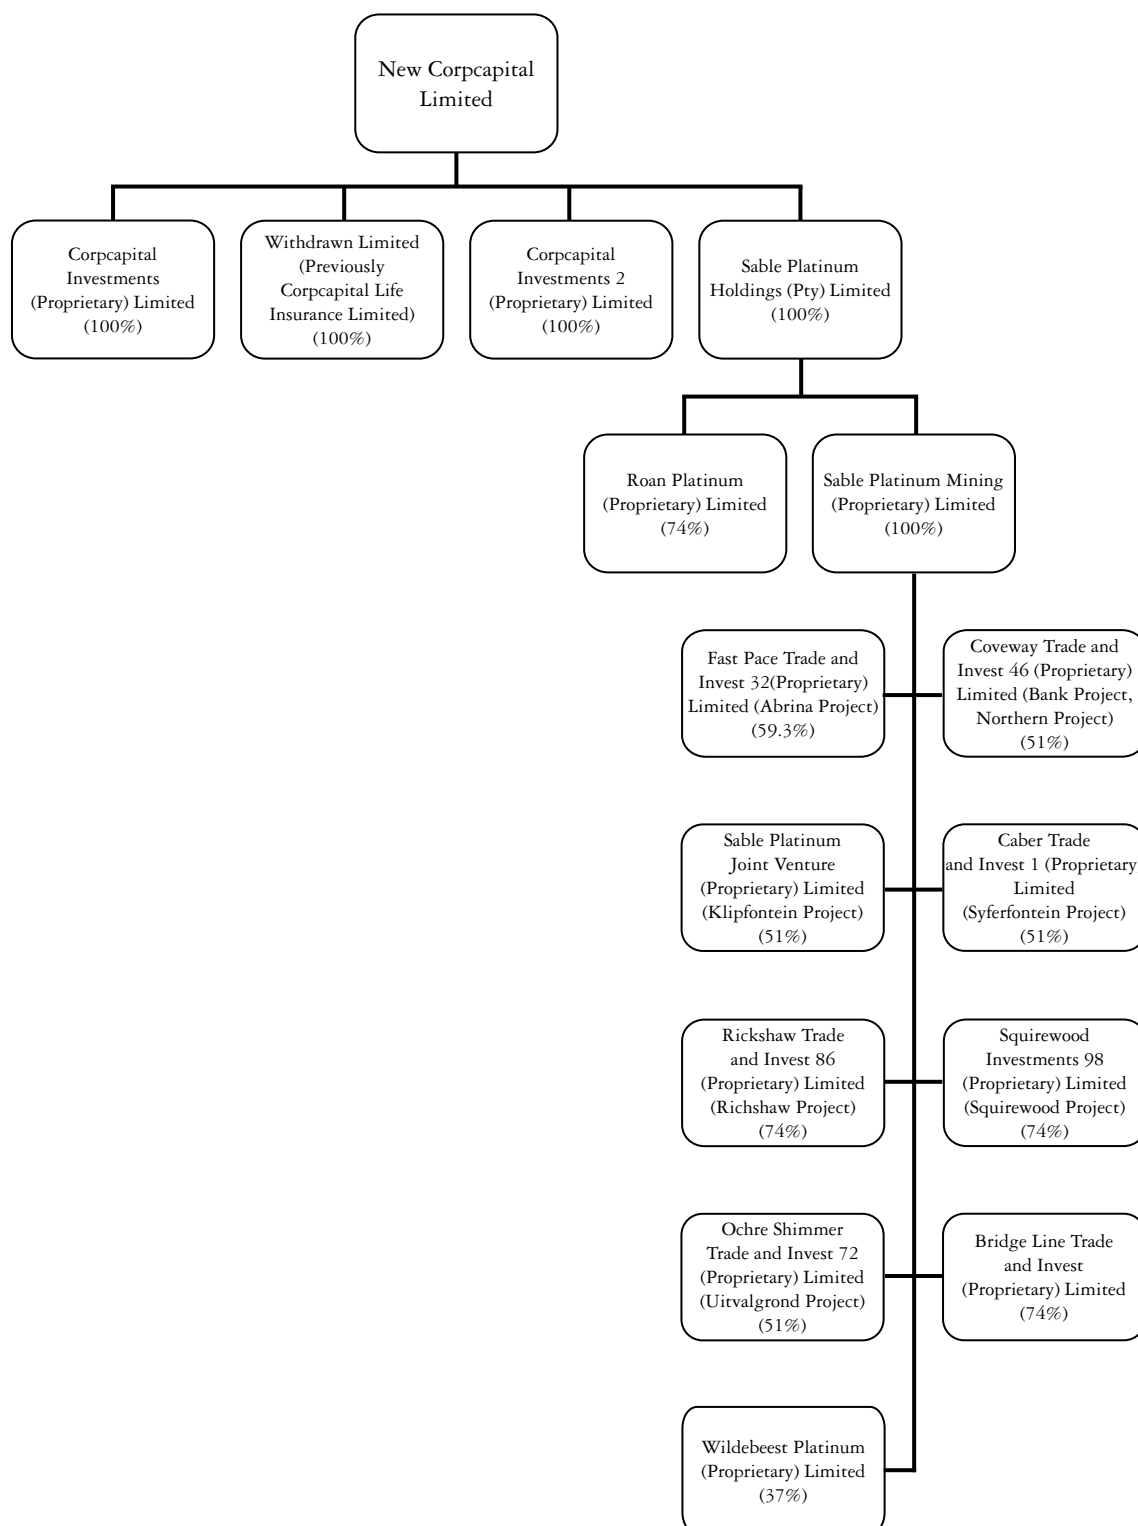 New Corpcapital
Limited
Corpcapital
Investments
(Proprietary) Limited
(100%)
Withdrawn Limited
(Previously
Corpcapital Life
Insurance Limited)
(100%)
Corpcapital
Investments 2
(Proprietary) Limited
(100%)
Sable Platinum
Holdings (Pty) Limited
(100%)
Roan Platinum
(Proprietary) Limited
(74%)
Sable Platinum Mining
(Proprietary) Limited
(100%)
Fast Pace Trade and
Invest 32(Proprietary)
Limited (Abrina Project)
(59.3%)
Coveway Trade and
Invest 46 (Proprietary)
Limited (Bank Project,
Northern Project)
(51%)
Sable Platinum
Joint Venture
(Proprietary) Limited
(Klipfontein Project)
(51%)
Caber Trade
and Invest 1 (Proprietary
Limited
(Syferfontein Project)
(51%)
Rickshaw Trade
and Invest 86
(Proprietary) Limited
(Richshaw Project)
(74%)
Squirewood
Investments 98
(Proprietary) Limited
(Squirewood Project)
(74%)
Ochre Shimmer
Trade and Invest 72
(Proprietary) Limited
(Uitvalgrond Project)
(51%)
Bridge Line Trade
and Invest
(Proprietary) Limited
(74%)
Wildebeest Platinum
(Proprietary) Limited
(37%)